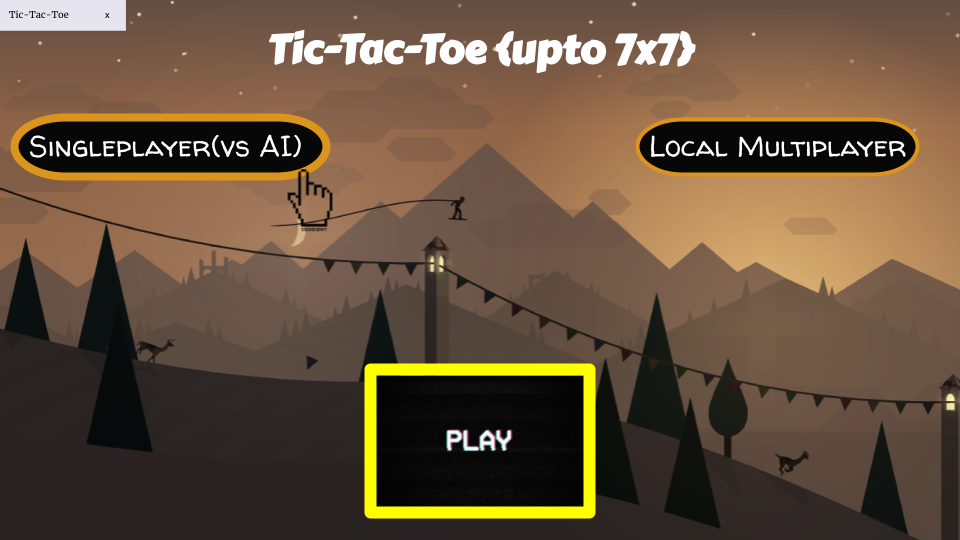 Tic-Tac-Toe x
Tic-Tac-Toe {upto 7x7}
Singleplayer(vs AI)
Local Multiplayer
PLAY